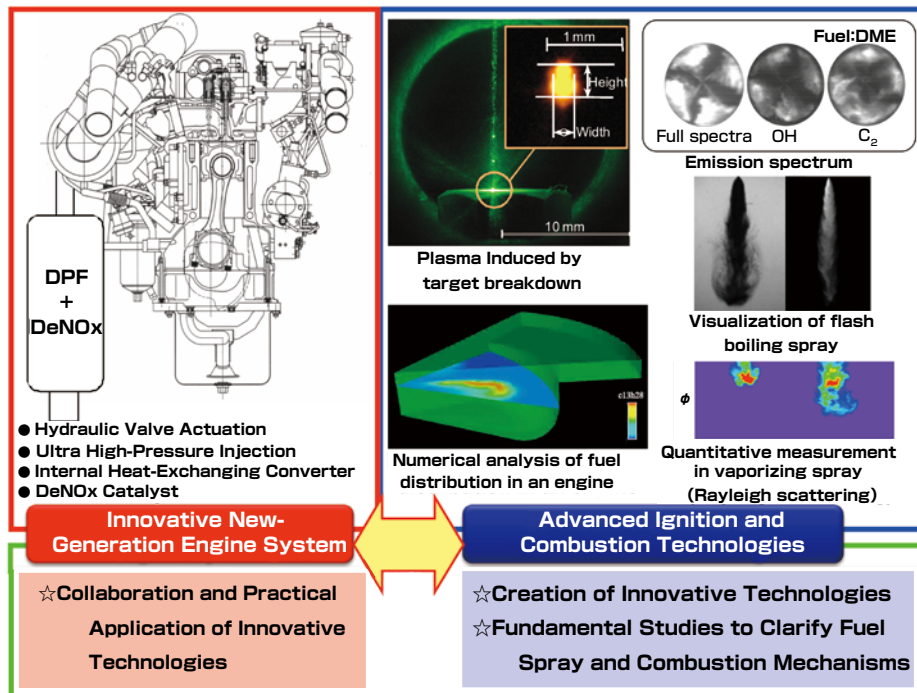 DPF
+
DeNOx
● Hydraulic Valve Actuation
● Ultra High-Pressure Injection
● Internal Heat-Exchanging Converter
● DeNOx Catalyst
1 mm
Height
Width
10 mm
Plasma Induced by
target breakdown
Fuel:DME
Full spectra OH C₂
Emission spectrum
Visualization of flash
boiling spray
c13h28
Numerical analysis of fuel
distribution in an engine
φ
Quantitative measurement
in vaporizing spray
(Rayleigh scattering)
Innovative New-
Generation Engine System
Advanced Ignition and
Combustion Technologies
☆Collaboration and Practical
Application of Innovative
Technologies
☆Creation of Innovative Technologies
☆Fundamental Studies to Clarify Fuel
Spray and Combustion Mechanisms